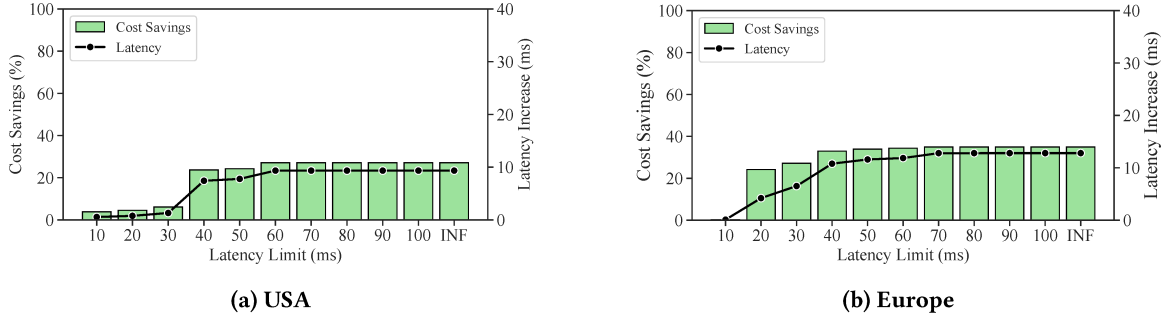 100
80
60
40
20
0
Cost Savings (%)
Cost Savings
Latency
40
30
20
10
0
Latency Increase (ms)
10 20 30 40 50 60 70 80 90 100 INF
Latency Limit (ms)
(a) USA
100
80
60
40
20
0
Cost Savings (%)
Cost Savings
Latency
40
30
20
10
0
Latency Increase (ms)
10 20 30 40 50 60 70 80 90 100 INF
Latency Limit (ms)
(b) Europe